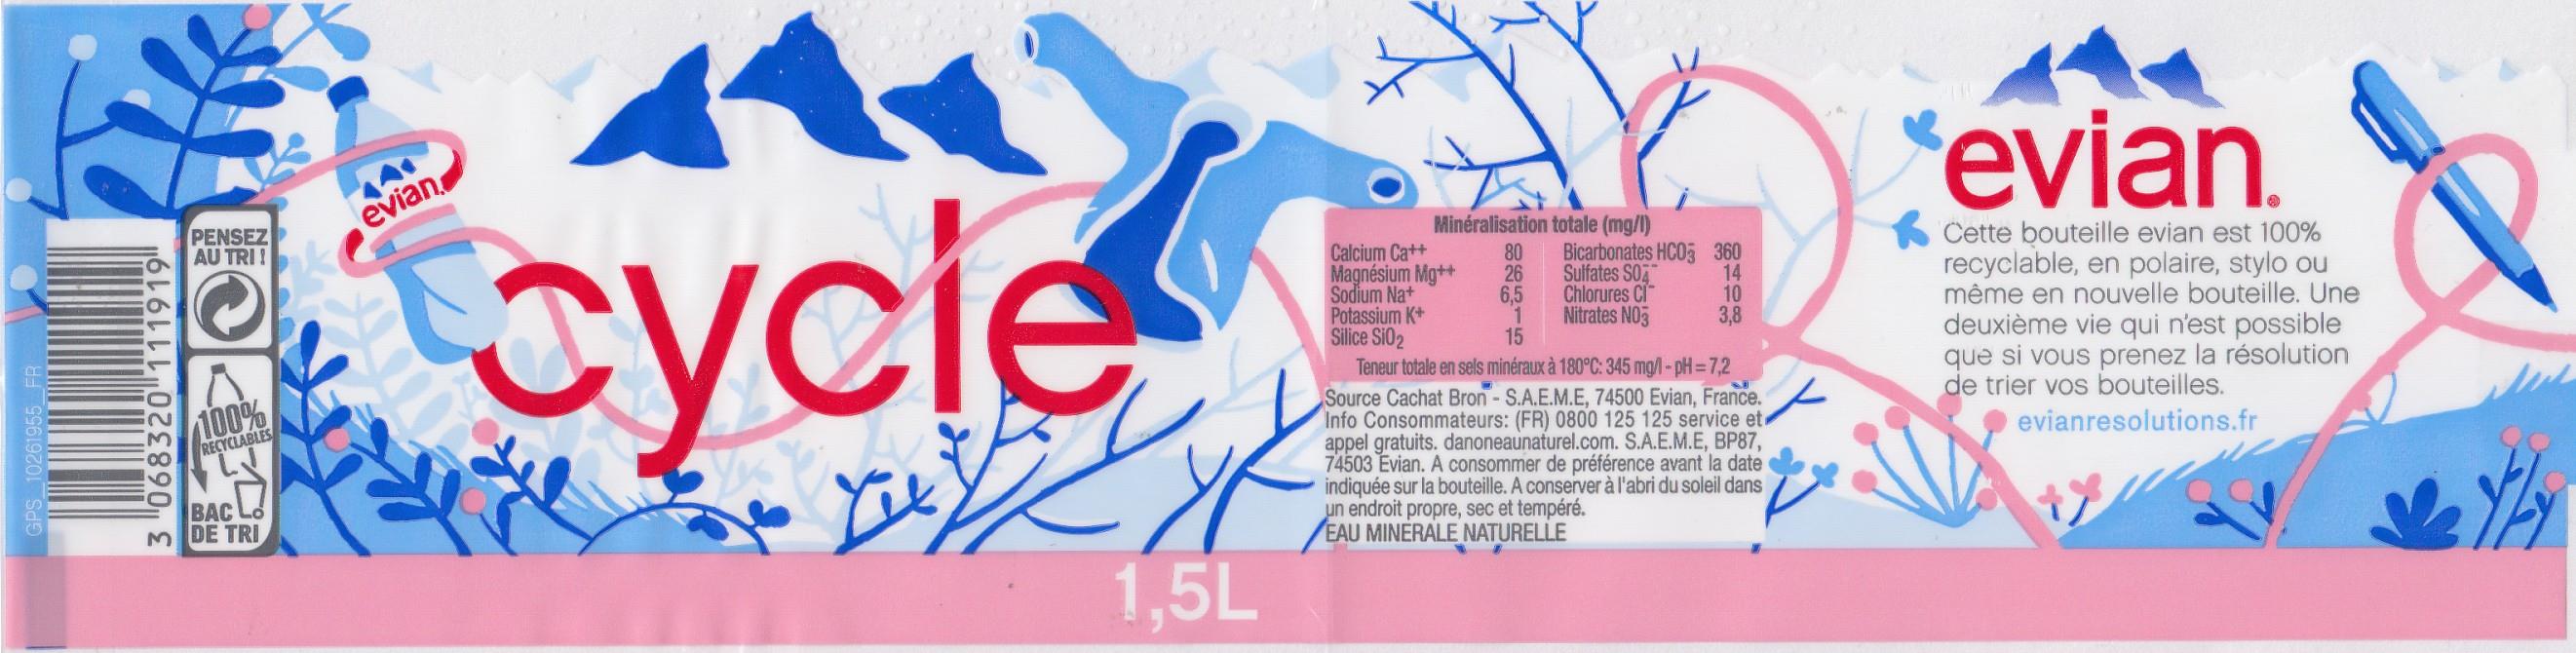 GPS_10261955_FR
3 068320 111919
PENSEZ
AU TRI !
100%
RECYCLABLES
BAC
DE TRI
evian.
cycle
1,5L
Minéralisation totale (mg/l)
Calcium Ca++ 80 Bicarbonates HCO3- 360
Magnésium Mg++ 26 Sulfates SO4-- 14
Sodium Na+ 6,5 Chlorures Cl- 10
Potassium K+ 1 Nitrates NO3- 3,8
Silice SiO2 15
Teneur totale en sels minéraux à 180°C: 345 mg/l - pH = 7,2
Source Cachat Bron - S.A.E.M.E, 74500 Evian, France.
Info Consommateurs: (FR) 0800 125 125 service et
appel gratuits. danoneaunaturel.com. S.A.E.M.E, BP87,
74503 Evian. A consommer de préférence avant la date
indiquée sur la bouteille. A conserver à l'abri du soleil dans
un endroit propre, sec et tempéré.
EAU MINERALE NATURELLE
evian®
Cette bouteille evian est 100%
recyclable, en polaire, stylo ou
même en nouvelle bouteille. Une
deuxième vie qui n'est possible
que si vous prenez la résolution
de trier vos bouteilles.
evianresolutions.fr